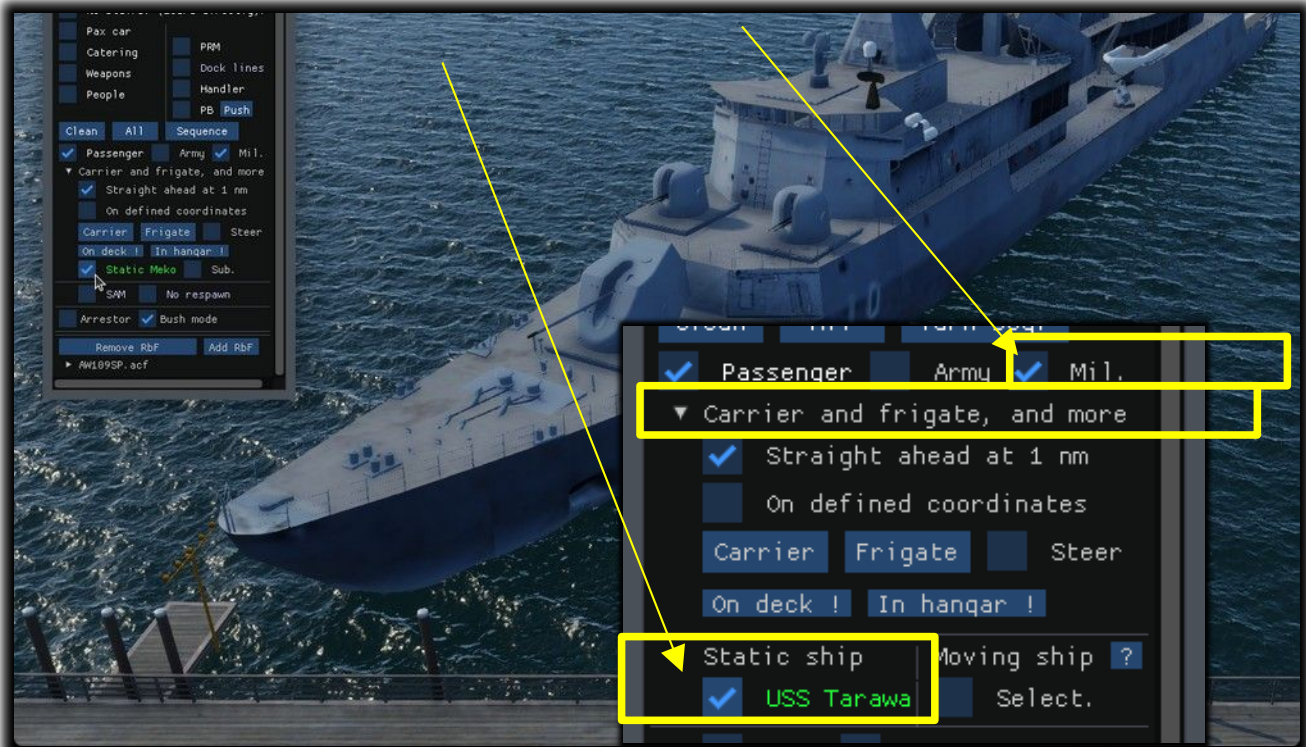 Pax car
Catering PRM
Weapons Dock lines
People Handler
PB Push
Clean All Sequence
Passenger Army Mil.
▼ Carrier and frigate, and more
Straight ahead at 1 nm
On defined coordinates
Carrier Frigate Steer
On deck ! In hangar !
Static Meko Sub.
SAM No respawn
Arrestor Bush mode
Remove RbF Add RbF
► AW189SP.acf
Passenger Army Mil.
▼ Carrier and frigate, and more
Straight ahead at 1 nm
On defined coordinates
Carrier Frigate Steer
On deck ! In hangar !
Static ship Moving ship ?
USS Tarawa Select.